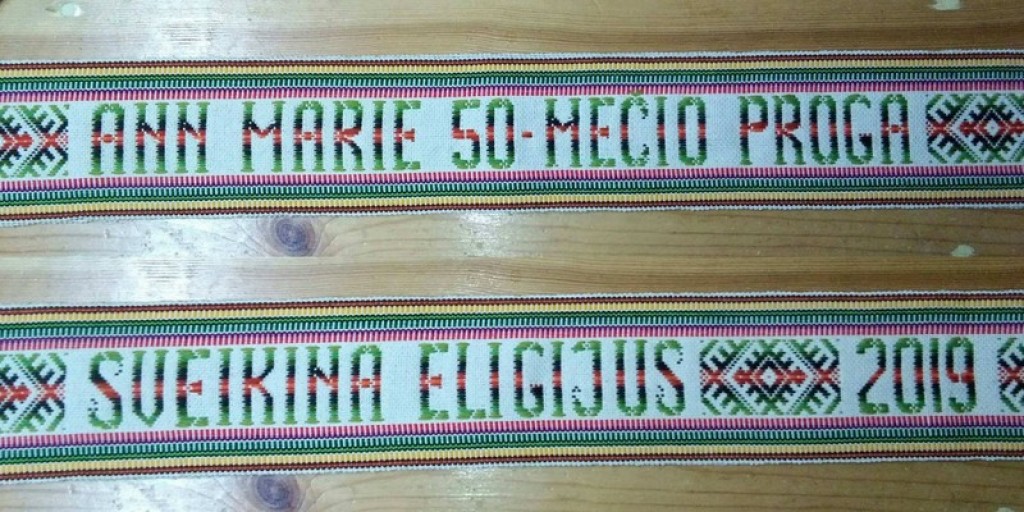 ANN MARIE 50-MEČIO PROGA
SVEIKINA ELIGIJUS 2019